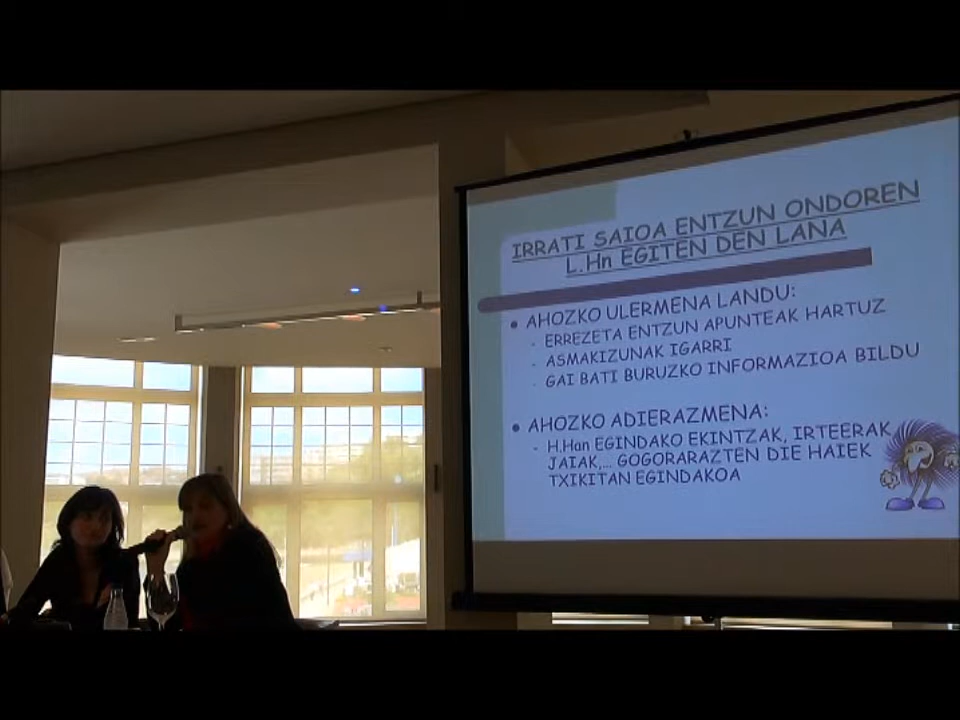 IRRATI SAIOA ENTZUN ONDOREN
L.Hn EGITEN DEN LANA
• AHOZKO ULERMENA LANDU:
- ERREZETA ENTZUN APUNTEAK HARTUZ
- ASMAKIZUNAK IGARRI
- GAI BATI BURUZKO INFORMAZIOA BILDU
• AHOZKO ADIERAZMENA:
- H.Han EGINDAKO EKINTZAK, IRTEERAK
JAIAK,... GOGORARAZTEN DIE HAIEK
TXIKITAN EGINDAKOA